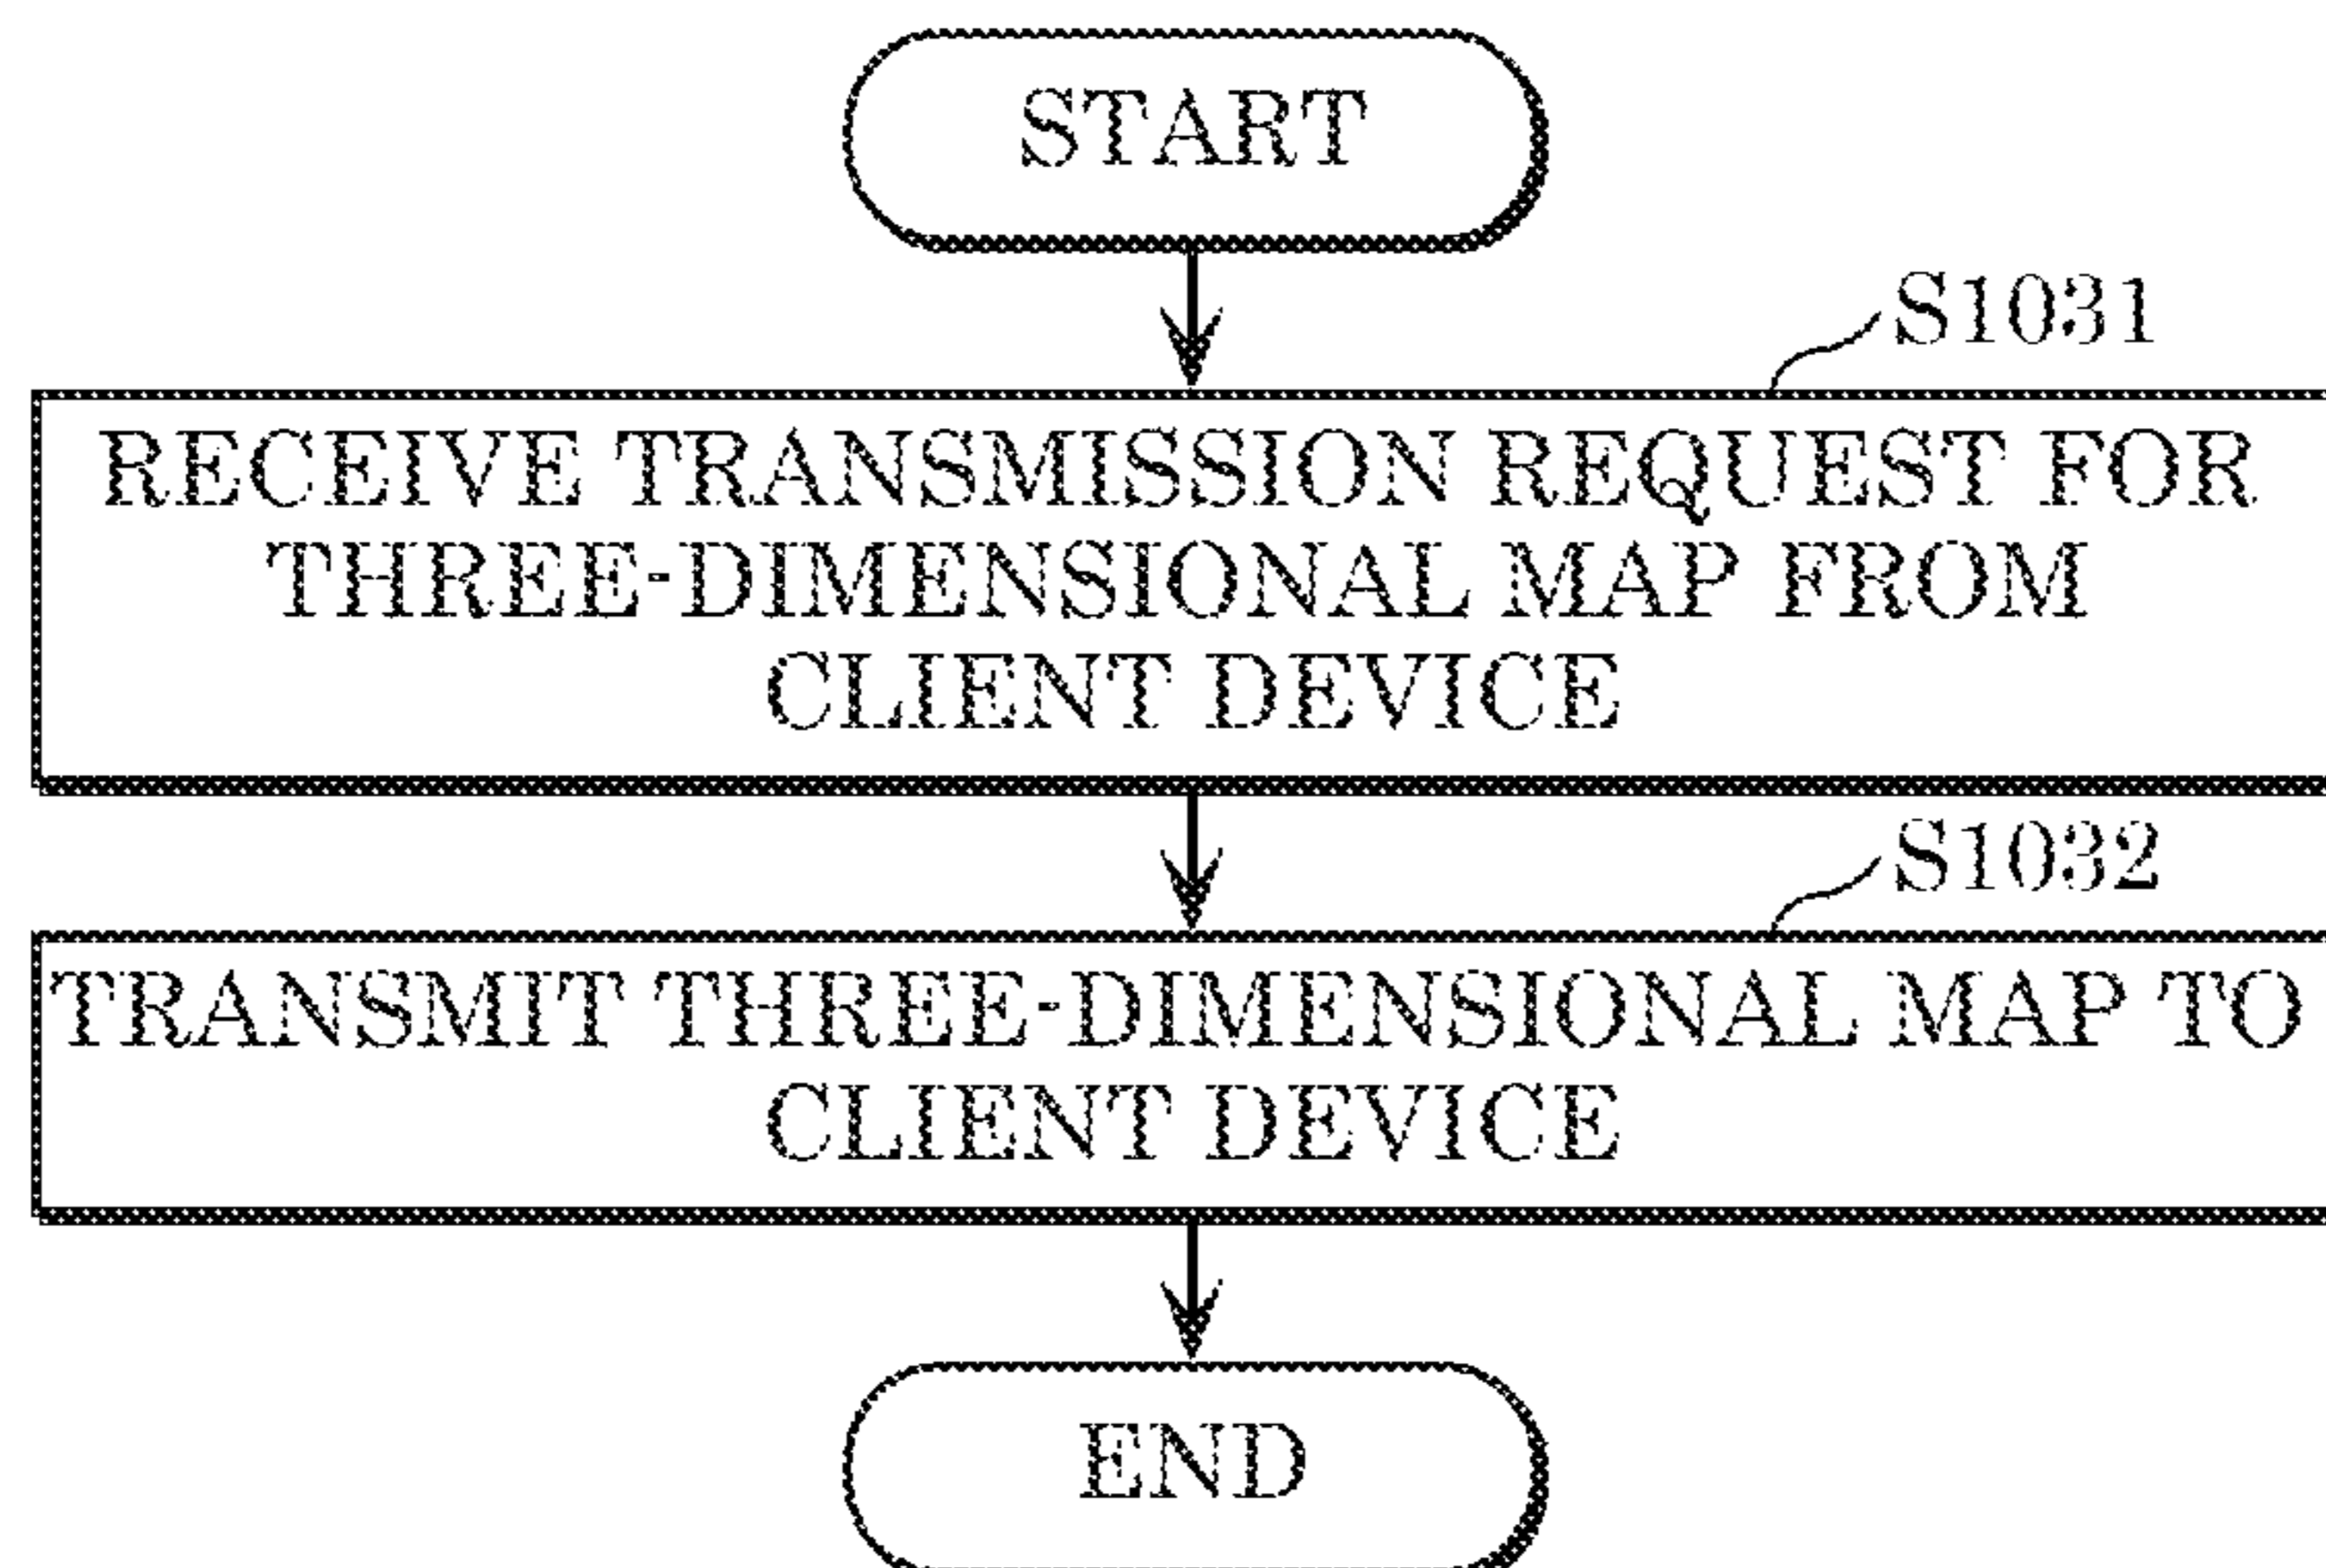 START
S1031
RECEIVE TRANSMISSION REQUEST FOR
THREE-DIMENSIONAL MAP FROM
CLIENT DEVICE
S1032
TRANSMIT THREE-DIMENSIONAL MAP TO
CLIENT DEVICE
END